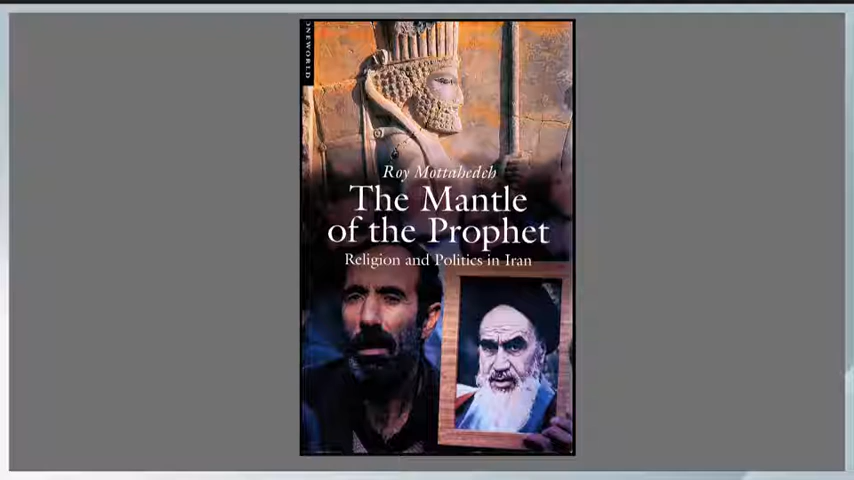 ONEWORLD
Roy Mottahedeh
The Mantle
of the Prophet
Religion and Politics in Iran